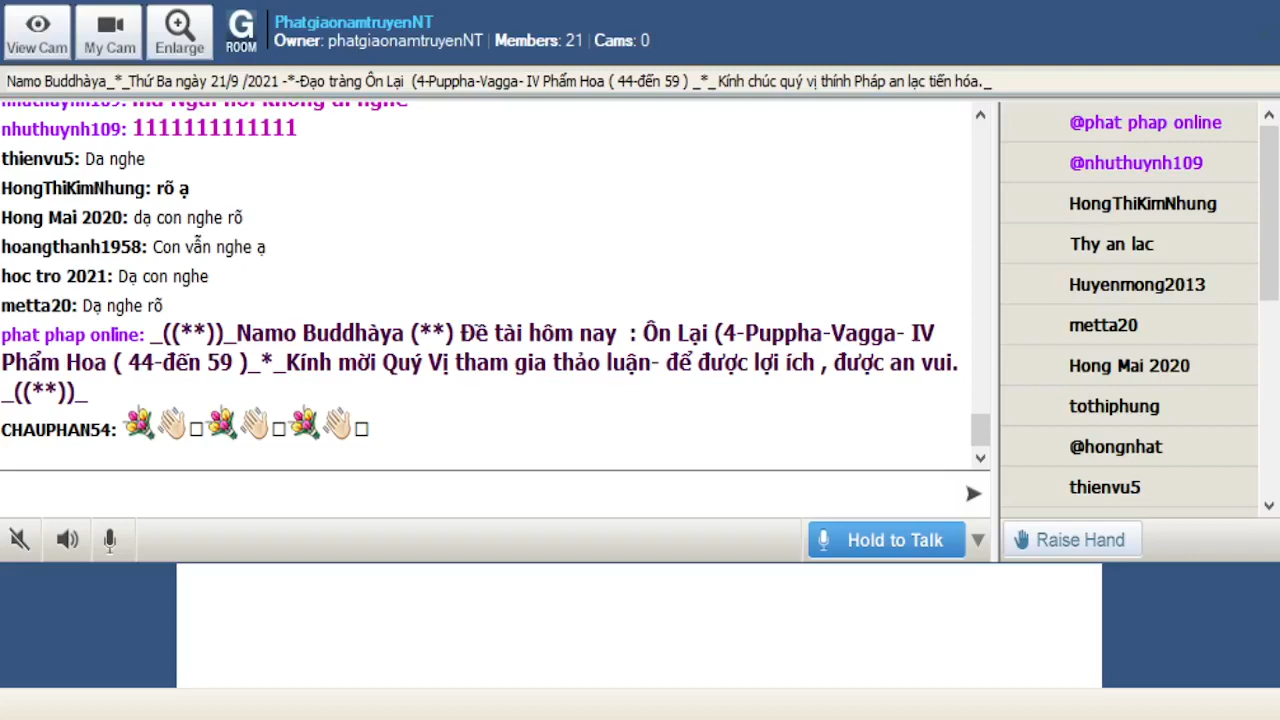 View Cam
My Cam
Enlarge
G
ROOM
PhatgiaonamtruyenNT
Owner: phatgiaonamtruyenNT | Members: 21 | Cams: 0
Namo Buddhàya_*_Thứ Ba ngày 21/9 /2021 -*-Đạo tràng Ôn Lại (4-Puppha-Vagga- IV Phẩm Hoa ( 44-đến 59 ) _*_Kính chúc quý vị thính Pháp an lạc tiến hóa._
nhuthuynh109: 1111111111111
thienvu5: Da nghe
HongThiKimNhung: rõ ạ
Hong Mai 2020: dạ con nghe rõ
hoangthanh1958: Con vẫn nghe ạ
hoc tro 2021: Dạ con nghe
metta20: Dạ nghe rõ
phat phap online: _((**))_Namo Buddhàya (**) Đề tài hôm nay : Ôn Lại (4-Puppha-Vagga- IV
Phẩm Hoa ( 44-đến 59 )_*_Kính mời Quý Vị tham gia thảo luận- để được lợi ích , được an vui.
_((**))_
CHAUPHAN54:
@phat phap online
@nhuthuynh109
HongThiKimNhung
Thy an lac
Huyenmong2013
metta20
Hong Mai 2020
tothiphung
@hongnhat
thienvu5
Hold to Talk
Raise Hand